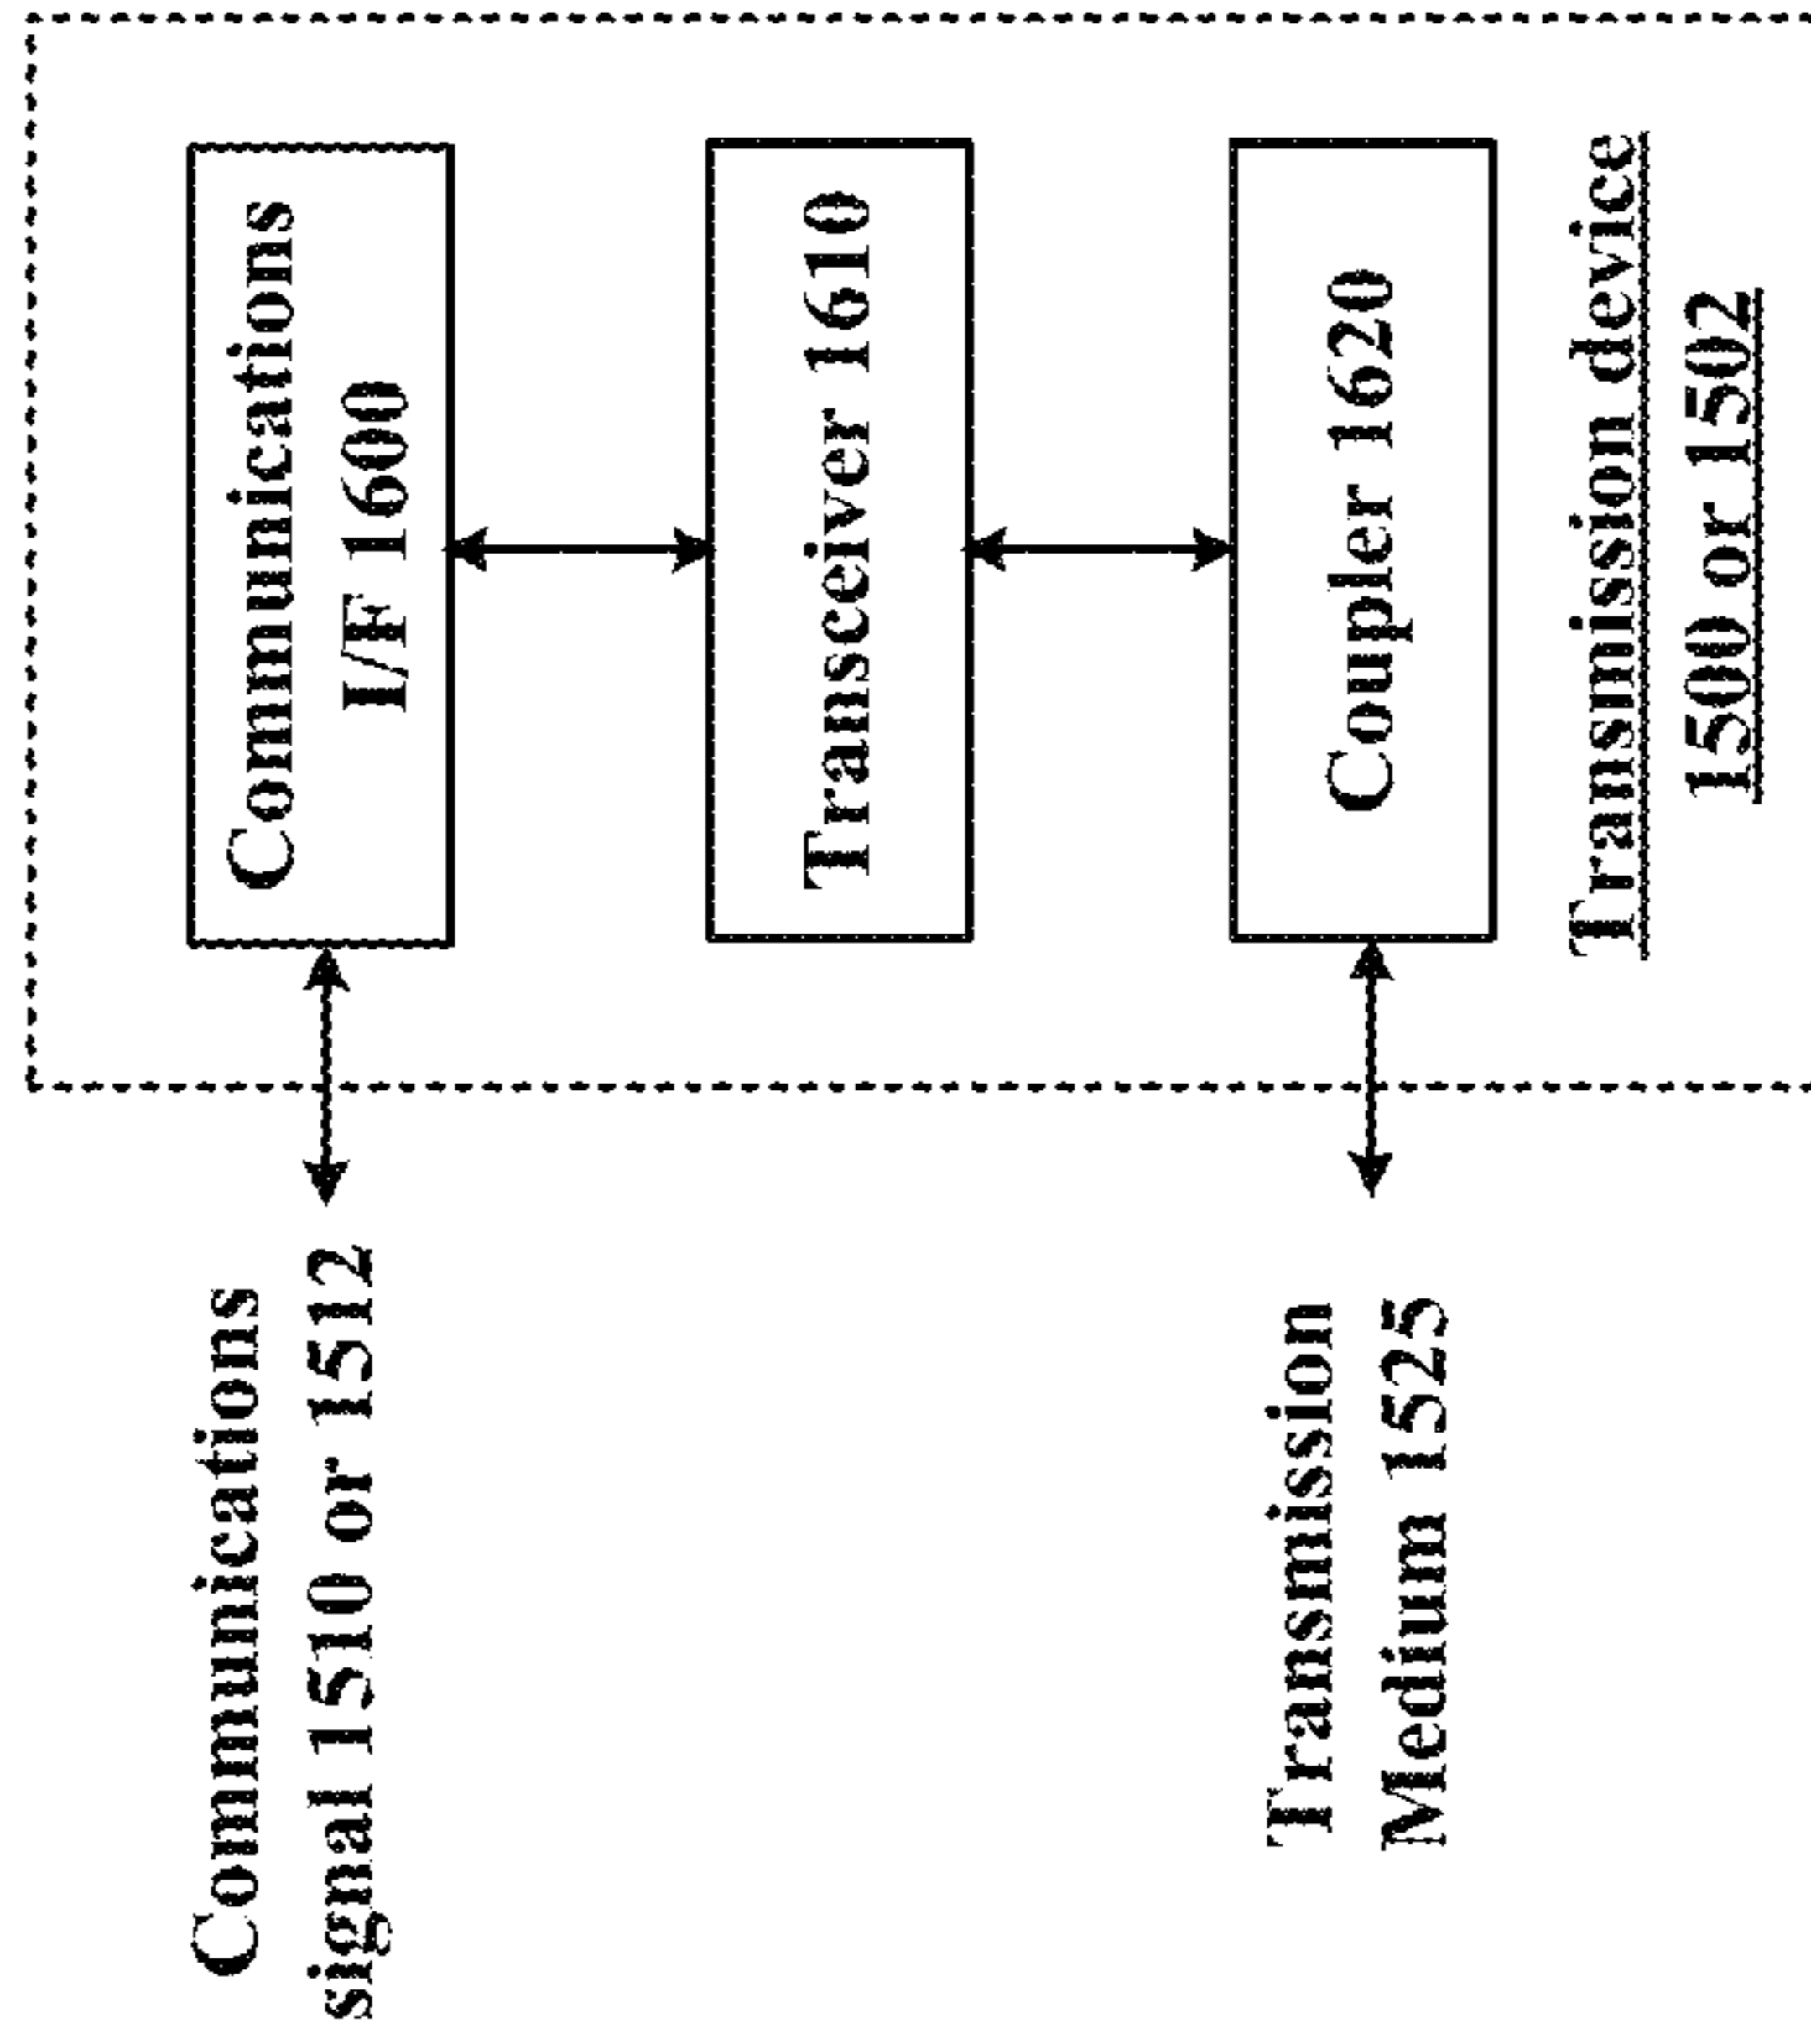 Communications
signal 1510 or 1512
Communications
I/F 1600
Transceiver 1610
Transmission
Medium 1525
Coupler 1620
Transmission device
1500 or 1502